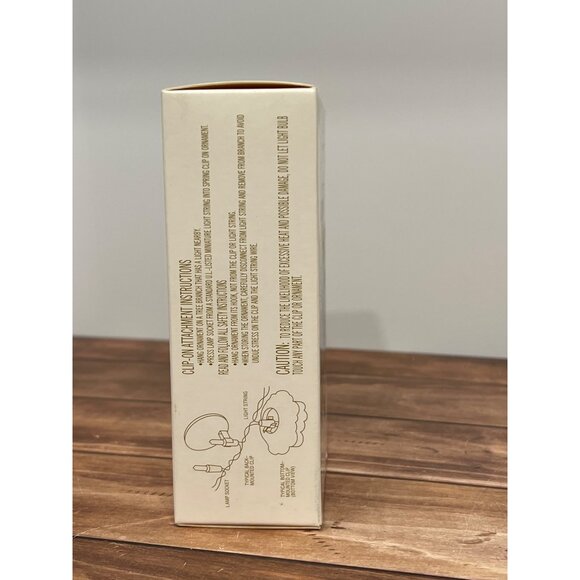 CLIP-ON ATTACHMENT INSTRUCTIONS
•HANG ORNAMENT ON A TREE BRANCH THAT HAS A LIGHT NEARBY.
•PRESS LAMP SOCKET FROM A STANDARD U.L.-LISTED MINIATURE LIGHT STRING INTO SPRING CLIP ON ORNAMENT.
READ AND FOLLOW ALL SAFETY INSTRUCTIONS
•HANG ORNAMENT FROM ITS HOOK, NOT FROM THE CLIP OR LIGHT STRING.
•WHEN STORING THE ORNAMENT, CAREFULLY DISCONNECT FROM LIGHT STRING AND REMOVE FROM BRANCH TO AVOID
UNDUE STRESS ON THE CLIP AND THE LIGHT STRING WIRE.
CAUTION: TO REDUCE THE LIKELIHOOD OF EXCESSIVE HEAT AND POSSIBLE DAMAGE, DO NOT LET LIGHT BULB
TOUCH ANY PART OF THE CLIP OR ORNAMENT.
LAMP SOCKET
TYPICAL BACK-
MOUNTED CLIP
LIGHT STRING
TYPICAL BOTTOM-
MOUNTED CLIP
(BOTTOM VIEW)